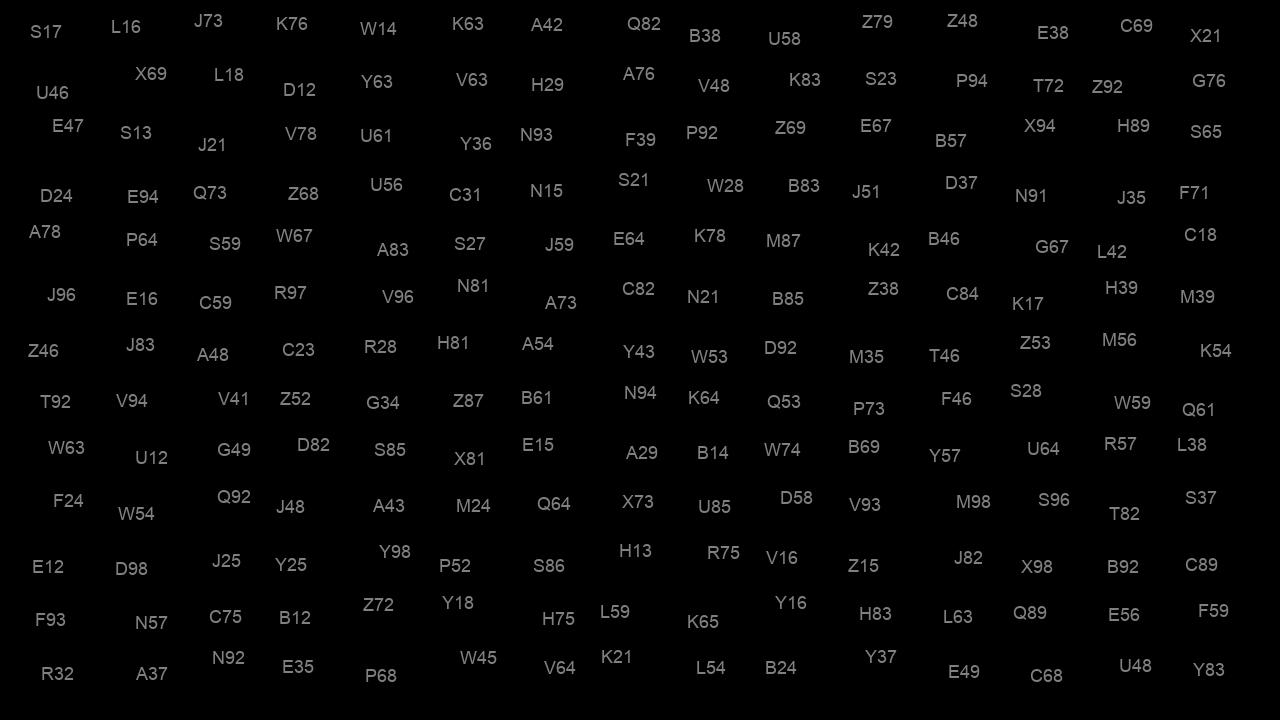 S17 L16 J73 K76 W14 K63 A42 Q82 B38 U58 Z79 Z48 E38 C69 X21
U46 X69 L18 D12 Y63 V63 H29 A76 V48 K83 S23 P94 T72 Z92 G76
E47 S13 J21 V78 U61 Y36 N93 F39 P92 Z69 E67 B57 X94 H89 S65
D24 E94 Q73 Z68 U56 C31 N15 S21 W28 B83 J51 D37 N91 J35 F71
A78 P64 S59 W67 A83 S27 J59 E64 K78 M87 K42 B46 G67 L42 C18
J96 E16 C59 R97 V96 N81 A73 C82 N21 B85 Z38 C84 K17 H39 M39
Z46 J83 A48 C23 R28 H81 A54 Y43 W53 D92 M35 T46 Z53 M56 K54
T92 V94 V41 Z52 G34 Z87 B61 N94 K64 Q53 P73 F46 S28 W59 Q61
W63 U12 G49 D82 S85 X81 E15 A29 B14 W74 B69 Y57 U64 R57 L38
F24 W54 Q92 J48 A43 M24 Q64 X73 U85 D58 V93 M98 S96 T82 S37
E12 D98 J25 Y25 Y98 P52 S86 H13 R75 V16 Z15 J82 X98 B92 C89
F93 N57 C75 B12 Z72 Y18 H75 L59 K65 Y16 H83 L63 Q89 E56 F59
R32 A37 N92 E35 P68 W45 V64 K21 L54 B24 Y37 E49 C68 U48 Y83